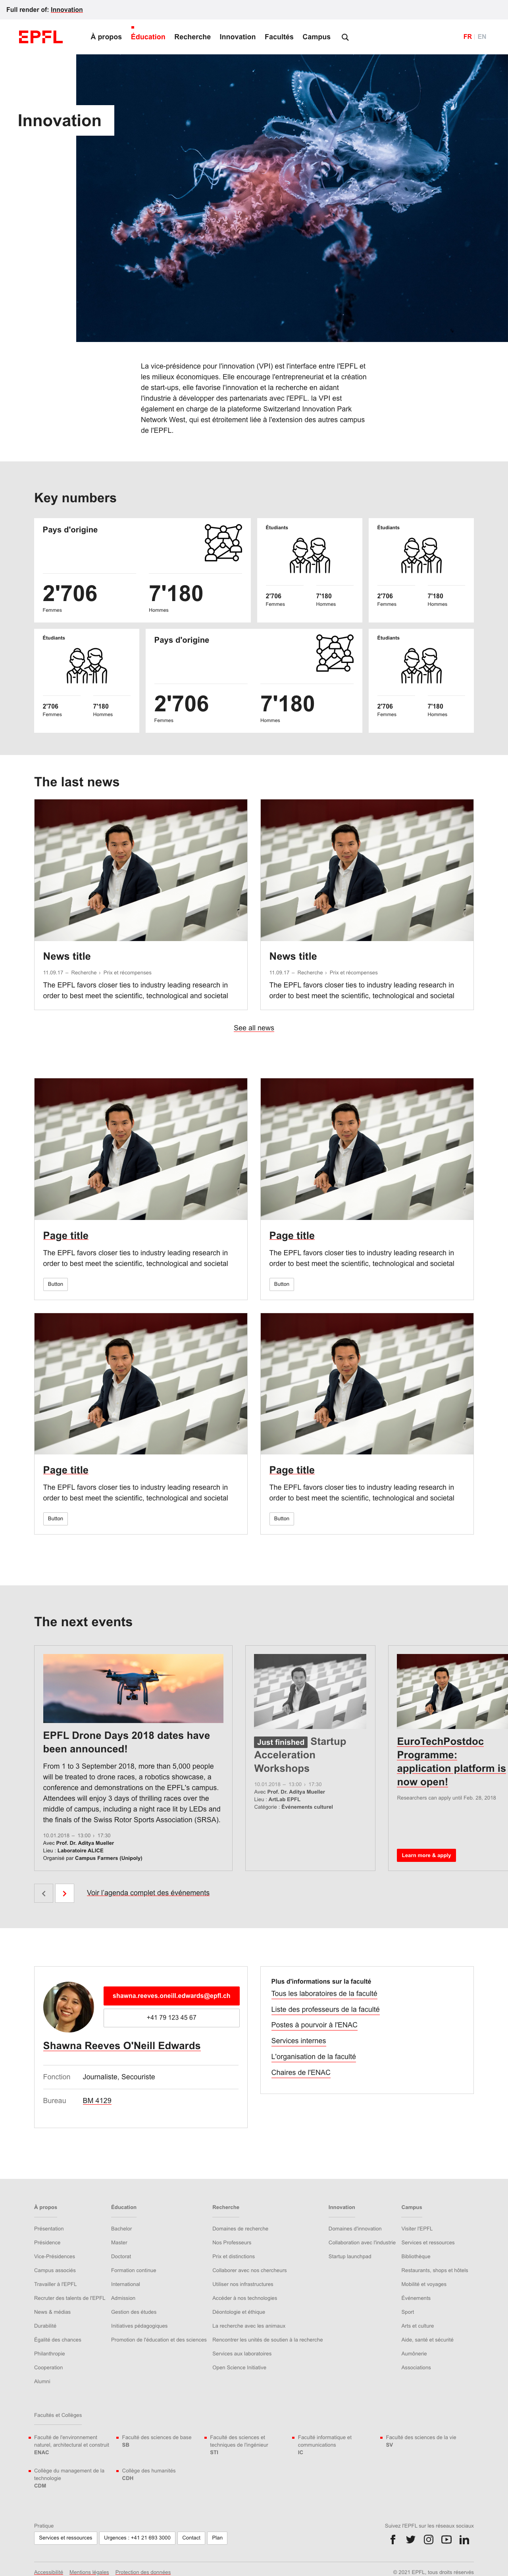 Full render of: Innovation
EPFL
À propos
Éducation
Recherche
Innovation
Facultés
Campus
FR
EN
Innovation
La vice-présidence pour l'innovation (VPI) est l'interface entre l'EPFL et
les milieux économiques. Elle encourage l'entrepreneuriat et la création
de start-ups, elle favorise l'innovation et la recherche en aidant
l'industrie à développer des partenariats avec l'EPFL. la VPI est
également en charge de la plateforme Switzerland Innovation Park
Network West, qui est étroitement liée à l'extension des autres campus
de l'EPFL.
Key numbers
Pays d'origine
2'706
Femmes
7'180
Hommes
Étudiants
2'706
Femmes
7'180
Hommes
Étudiants
2'706
Femmes
7'180
Hommes
Étudiants
2'706
Femmes
7'180
Hommes
Pays d'origine
2'706
Femmes
7'180
Hommes
Étudiants
2'706
Femmes
7'180
Hommes
The last news
News title
11.09.17 – Recherche › Prix et récompenses
The EPFL favors closer ties to industry leading research in
order to best meet the scientific, technological and societal
News title
11.09.17 – Recherche › Prix et récompenses
The EPFL favors closer ties to industry leading research in
order to best meet the scientific, technological and societal
See all news
Page title
The EPFL favors closer ties to industry leading research in
order to best meet the scientific, technological and societal
Button
Page title
The EPFL favors closer ties to industry leading research in
order to best meet the scientific, technological and societal
Button
Page title
The EPFL favors closer ties to industry leading research in
order to best meet the scientific, technological and societal
Button
Page title
The EPFL favors closer ties to industry leading research in
order to best meet the scientific, technological and societal
Button
The next events
EPFL Drone Days 2018 dates have
been announced!
From 1 to 3 September 2018, more than 5,000 people
will be treated to drone races, a robotics showcase, a
conference and demonstrations on the EPFL's campus.
Attendees will enjoy 3 days of thrilling races over the
middle of campus, including a night race lit by LEDs and
the finals of the Swiss Rotor Sports Association (SRSA).
10.01.2018 – 13:00 › 17:30
Avec Prof. Dr. Aditya Mueller
Lieu : Laboratoire ALICE
Organisé par Campus Farmers (Unipoly)
Just finished Startup
Acceleration
Workshops
10.01.2018 – 13:00 › 17:30
Avec Prof. Dr. Aditya Mueller
Lieu : ArtLab EPFL
Catégorie : Événements culturel
EuroTechPostdoc
Programme:
application platform is
now open!
Researchers can apply until Feb. 28, 2018
Learn more & apply
Voir l'agenda complet des événements
shawna.reeves.oneill.edwards@epfl.ch
+41 79 123 45 67
Shawna Reeves O'Neill Edwards
Fonction Journaliste, Secouriste
Bureau BM 4129
Plus d'informations sur la faculté
Tous les laboratoires de la faculté
Liste des professeurs de la faculté
Postes à pourvoir à l'ENAC
Services internes
L'organisation de la faculté
Chaires de l'ENAC
À propos
Présentation
Présidence
Vice-Présidences
Campus associés
Travailler à l'EPFL
Recruter des talents de l'EPFL
News & médias
Durabilité
Égalité des chances
Philanthropie
Cooperation
Alumni
Éducation
Bachelor
Master
Doctorat
Formation continue
International
Admission
Gestion des études
Initiatives pédagogiques
Promotion de l'éducation et des sciences
Recherche
Domaines de recherche
Nos Professeurs
Prix et distinctions
Collaborer avec nos chercheurs
Utiliser nos infrastructures
Accéder à nos technologies
Déontologie et éthique
La recherche avec les animaux
Rencontrer les unités de soutien à la recherche
Services aux laboratoires
Open Science Initiative
Innovation
Domaines d'innovation
Collaboration avec l'industrie
Startup launchpad
Campus
Visiter l'EPFL
Services et ressources
Bibliothèque
Restaurants, shops et hôtels
Mobilité et voyages
Événements
Sport
Arts et culture
Aide, santé et sécurité
Aumônerie
Associations
Facultés et Collèges
Faculté de l'environnement
naturel, architectural et construit
ENAC
Faculté des sciences de base
SB
Faculté des sciences et
techniques de l'ingénieur
STI
Faculté informatique et
communications
IC
Faculté des sciences de la vie
SV
Collège du management de la
technologie
CDM
Collège des humanités
CDH
Pratique
Services et ressources
Urgences : +41 21 693 3000
Contact
Plan
Suivez l'EPFL sur les réseaux sociaux
Accessibilité
Mentions légales
Protection des données
© 2021 EPFL, tous droits réservés